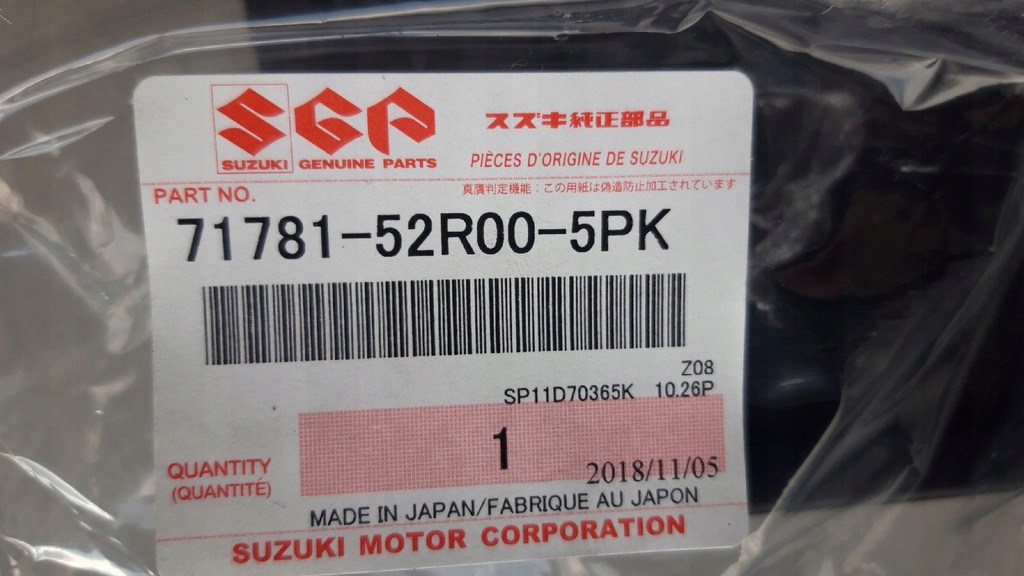 SGP
SUZUKI GENUINE PARTS
スズキ純正部品
PIÈCES D'ORIGINE DE SUZUKI
真贋判定機能：この用紙は偽造防止加工されています
PART NO.
71781-52R00-5PK
Z08
SP11D70365K 10.26P
1
2018/11/05
QUANTITY
(QUANTITÉ)
MADE IN JAPAN/FABRIQUE AU JAPON
SUZUKI MOTOR CORPORATION